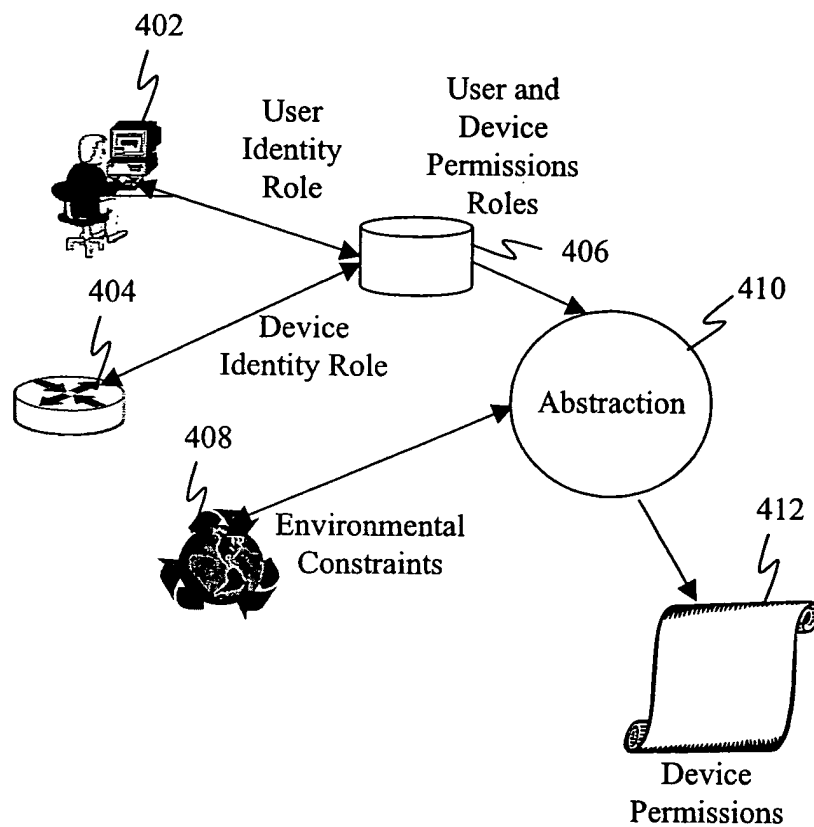 402
User
Identity
Role
User and
Device
Permissions
Roles
406
404
Device
Identity Role
410
Abstraction
408
Environmental
Constraints
412
Device
Permissions